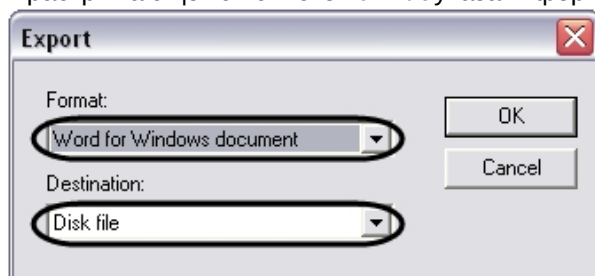 Export
Format:
Word for Windows document
OK
Cancel
Destination:
Disk file